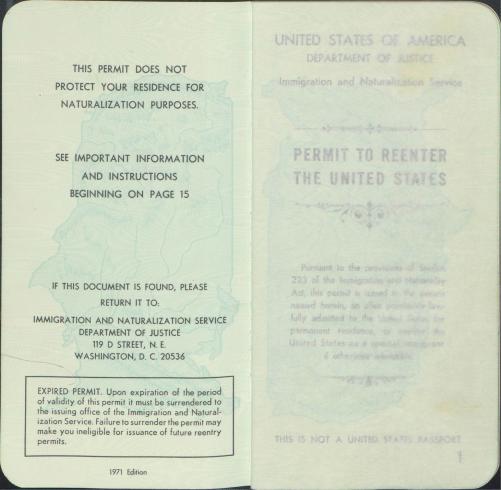 THIS PERMIT DOES NOT
PROTECT YOUR RESIDENCE FOR
NATURALIZATION PURPOSES.
SEE IMPORTANT INFORMATION
AND INSTRUCTIONS
BEGINNING ON PAGE 15
IF THIS DOCUMENT IS FOUND, PLEASE
RETURN IT TO:
IMMIGRATION AND NATURALIZATION SERVICE
DEPARTMENT OF JUSTICE
119 D STREET, N. E.
WASHINGTON, D. C. 20536
EXPIRED PERMIT. Upon expiration of the period
of validity of this permit it must be surrendered to
the issuing office of the Immigration and Natural-
ization Service. Failure to surrender the permit may
make you ineligible for issuance of future reentry
permits.
1971 Edition
UNITED STATES OF AMERICA
DEPARTMENT OF JUSTICE
Immigration and Naturalization Service
PERMIT TO REENTER
THE UNITED STATES
Pursuant to the provisions of Section
223 of the Immigration and Nationality
Act, this permit is issued to the person
named herein, an alien previously law-
fully admitted to the United States for
permanent residence, to reenter the
United States as a special immigrant
if otherwise admissible.
THIS IS NOT A UNITED STATES PASSPORT
1